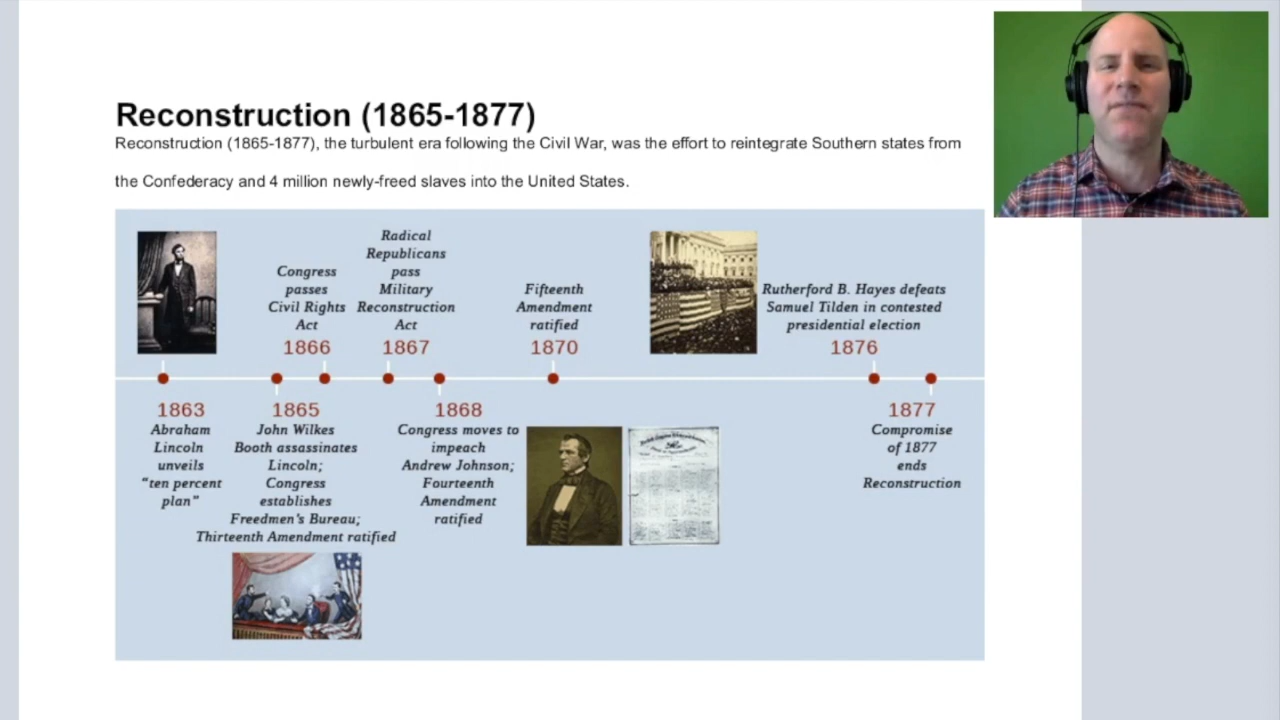 Reconstruction (1865-1877)
Reconstruction (1865-1877), the turbulent era following the Civil War, was the effort to reintegrate Southern states from
the Confederacy and 4 million newly-freed slaves into the United States.
Congress
passes
Civil Rights
Act
1866
Radical
Republicans
pass
Military
Reconstruction
Act
1867
Fifteenth
Amendment
ratified
1870
Rutherford B. Hayes defeats
Samuel Tilden in contested
presidential election
1876
1863
Abraham
Lincoln
unveils
“ten percent
plan”
1865
John Wilkes
Booth assassinates
Lincoln;
Congress
establishes
Freedmen’s Bureau;
Thirteenth Amendment ratified
1868
Congress moves to
impeach
Andrew Johnson;
Fourteenth
Amendment
ratified
1877
Compromise
of 1877
ends
Reconstruction